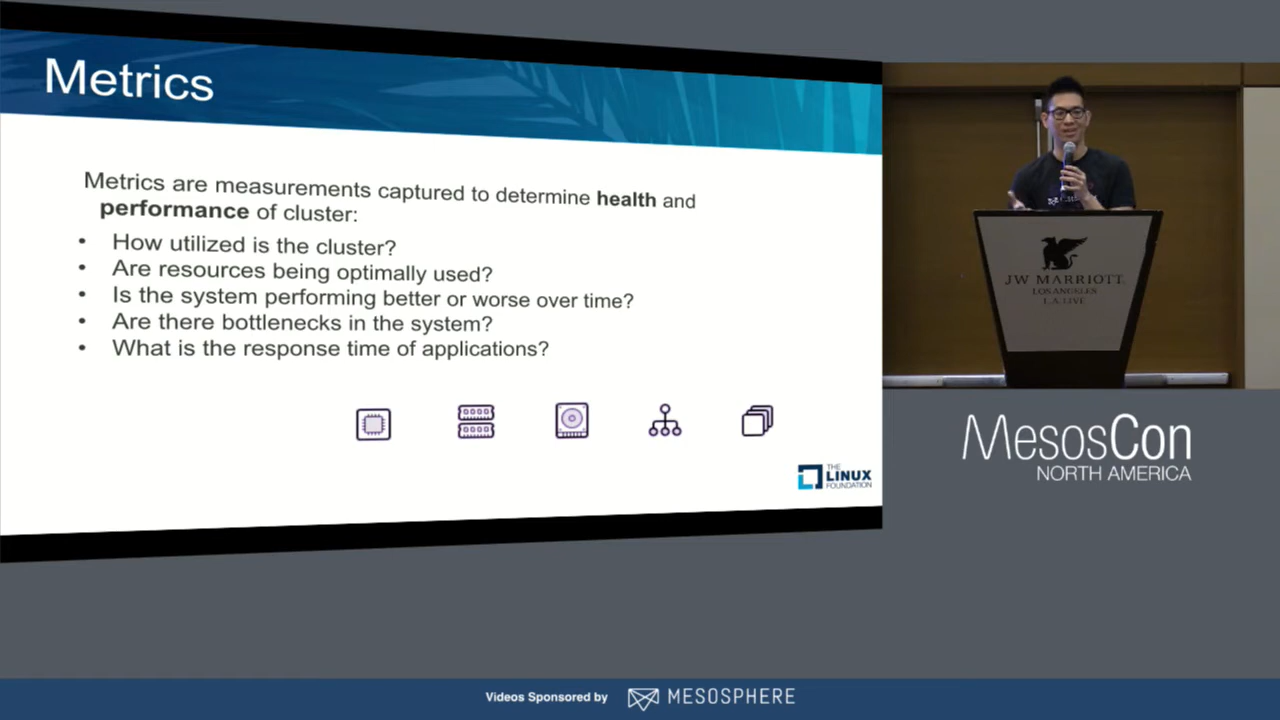 Metrics
Metrics are measurements captured to determine health and
performance of cluster:
• How utilized is the cluster?
• Are resources being optimally used?
• Is the system performing better or worse over time?
• Are there bottlenecks in the system?
• What is the response time of applications?
THE
LINUX
FOUNDATION
JW MARRIOTT
LOS ANGELES
L.A. LIVE
MesosCon
NORTH AMERICA
Videos Sponsored by
MESOSPHERE